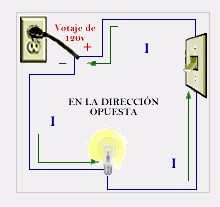 Votaje de
120v
+
−
I
I
EN LA DIRECCIÓN
OPUESTA
I
I